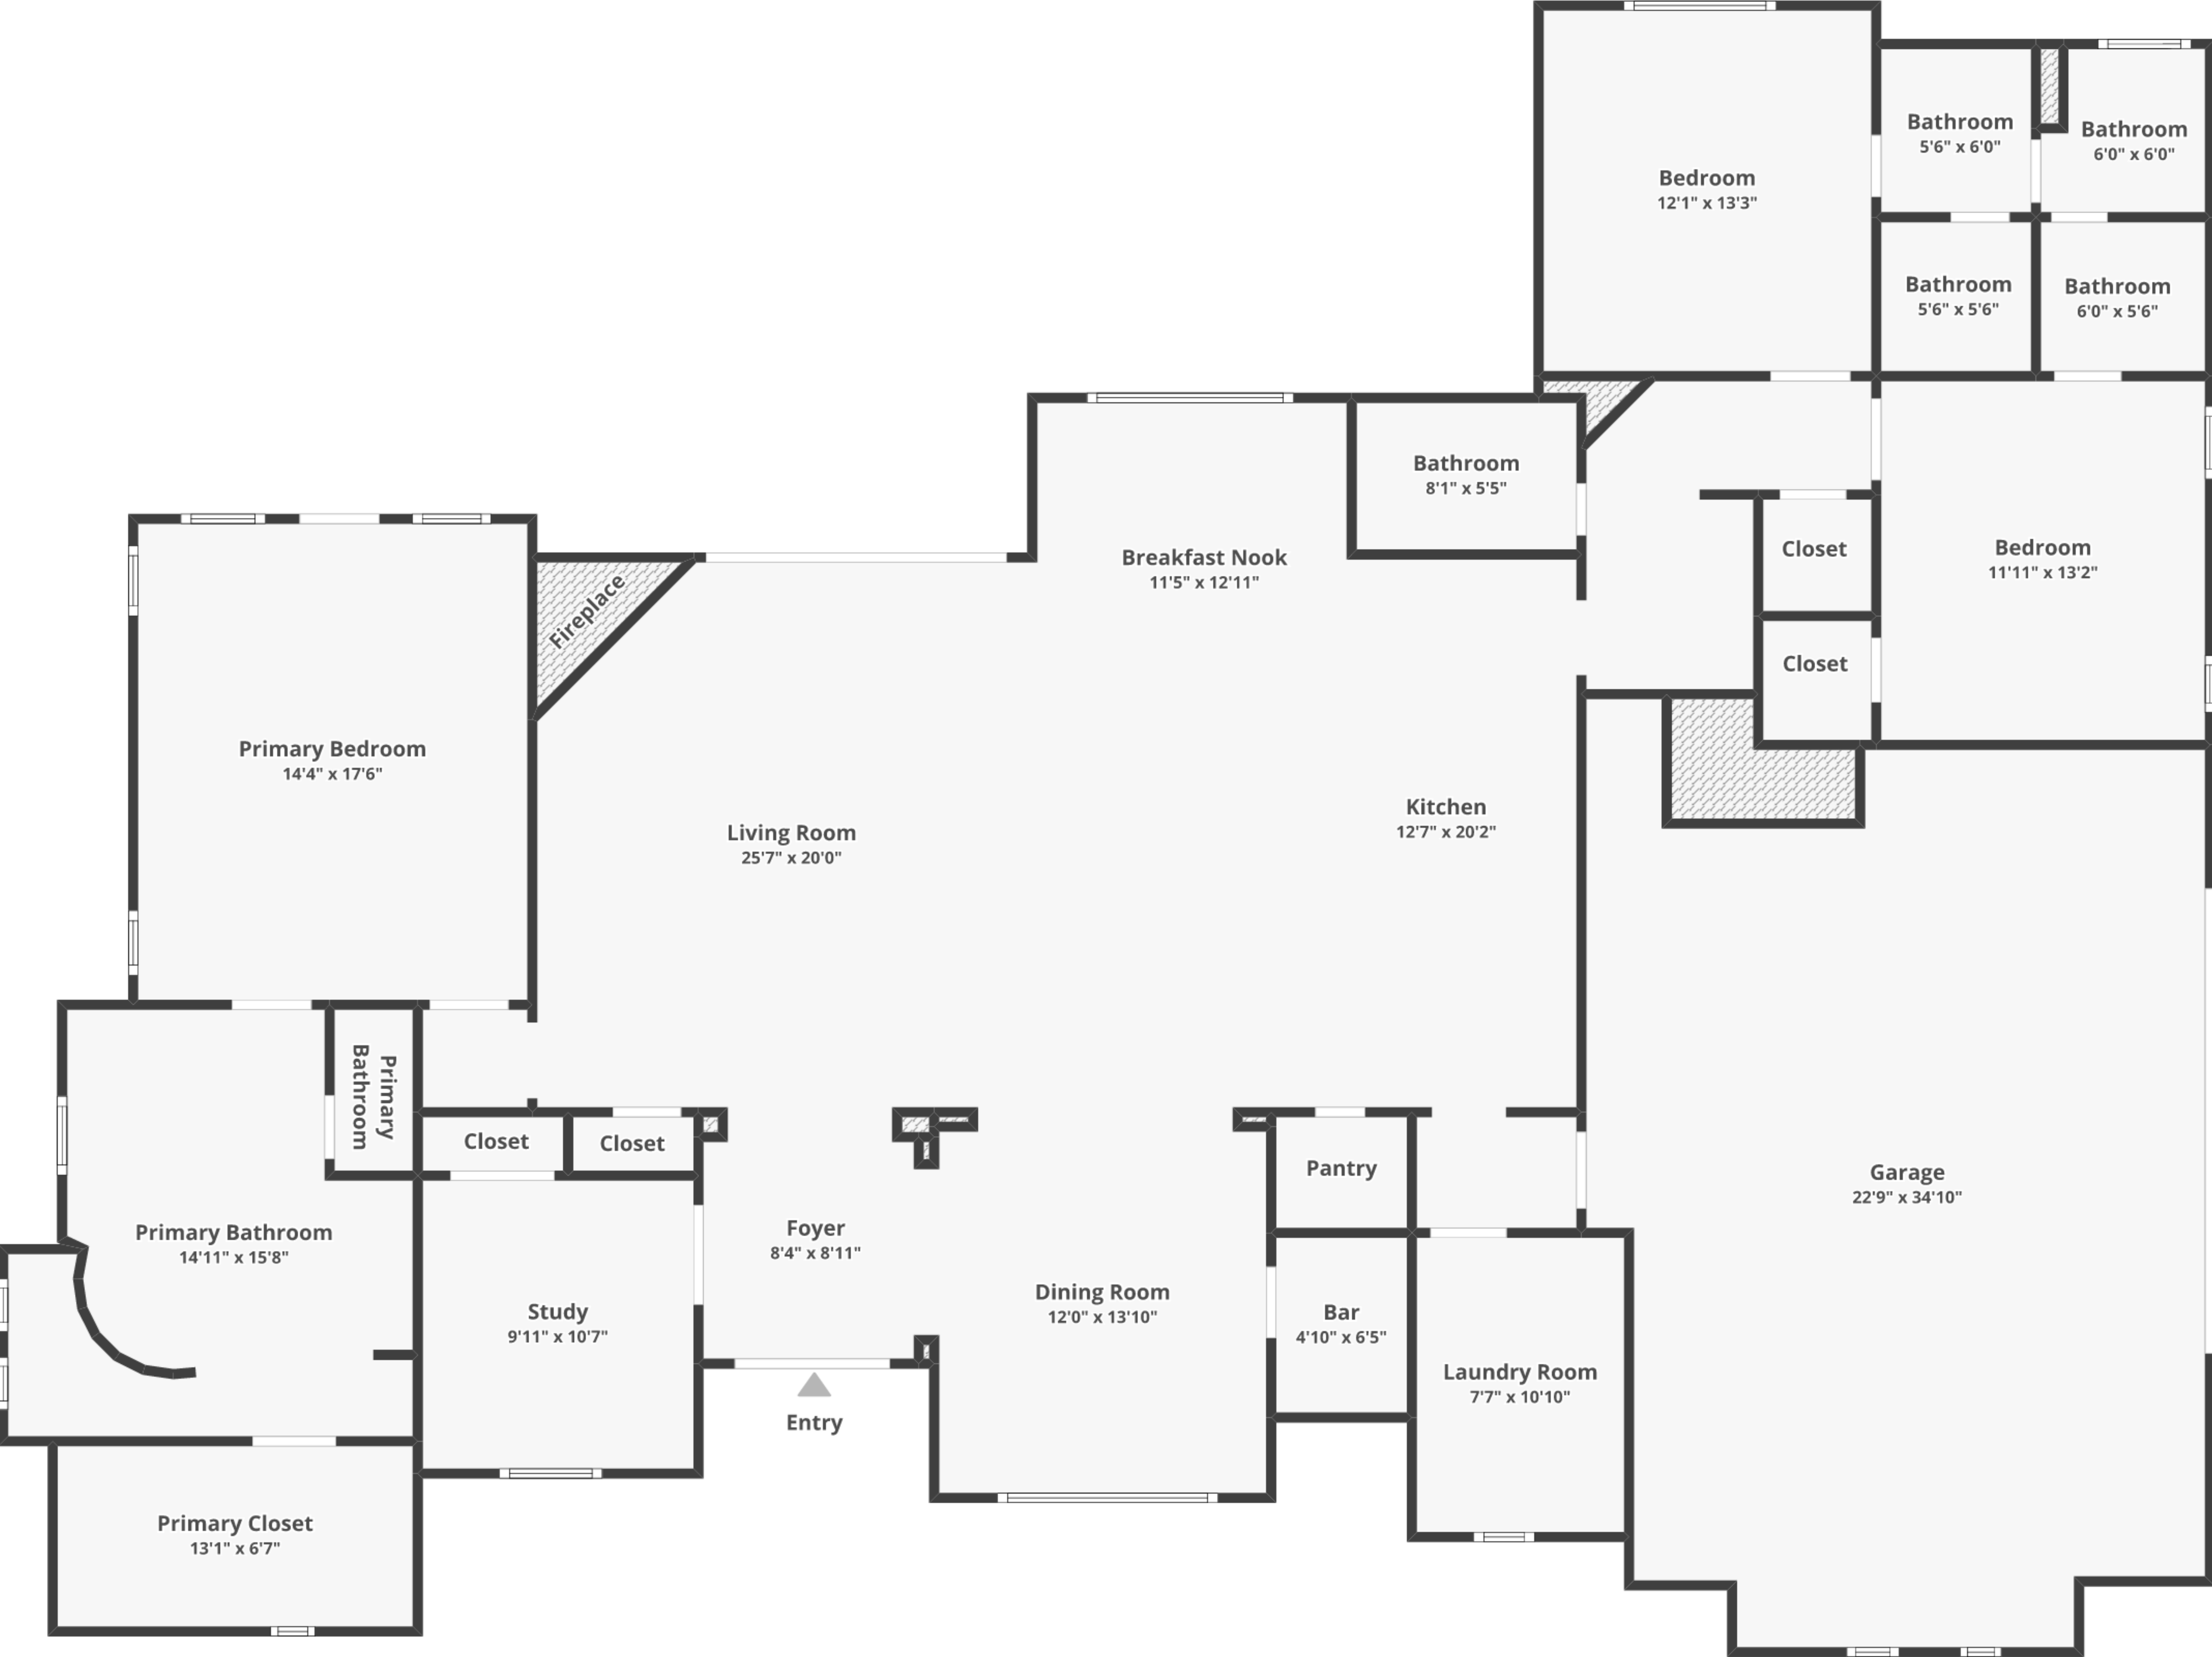 Bathroom
5'6" x 6'0"
Bathroom
6'0" x 6'0"
Bedroom
12'1" x 13'3"
Bathroom
5'6" x 5'6"
Bathroom
6'0" x 5'6"
Bathroom
8'1" x 5'5"
Breakfast Nook
11'5" x 12'11"
Closet
Bedroom
11'11" x 13'2"
Fireplace
Closet
Primary Bedroom
14'4" x 17'6"
Living Room
25'7" x 20'0"
Kitchen
12'7" x 20'2"
Primary
Bathroom
Closet
Closet
Pantry
Garage
22'9" x 34'10"
Primary Bathroom
14'11" x 15'8"
Foyer
8'4" x 8'11"
Study
9'11" x 10'7"
Dining Room
12'0" x 13'10"
Bar
4'10" x 6'5"
Laundry Room
7'7" x 10'10"
Entry
Primary Closet
13'1" x 6'7"